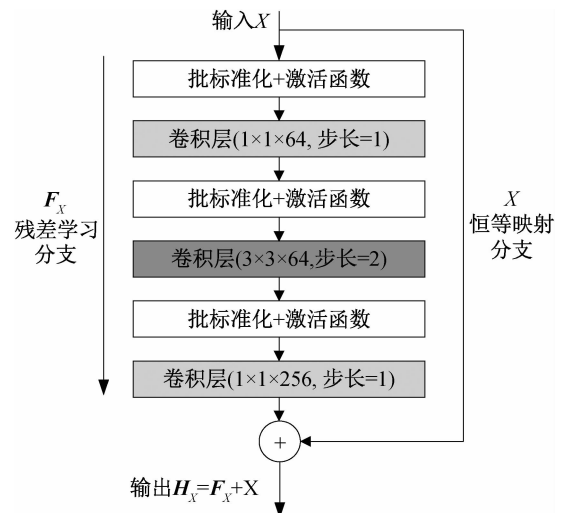 输入X
批标准化+激活函数
卷积层(1×1×64, 步长=1)
批标准化+激活函数
卷积层(3×3×64,步长=2)
批标准化+激活函数
卷积层(1×1×256, 步长=1)
+
输出H_X=F_X+X
F_X
残差学习
分支
X
恒等映射
分支